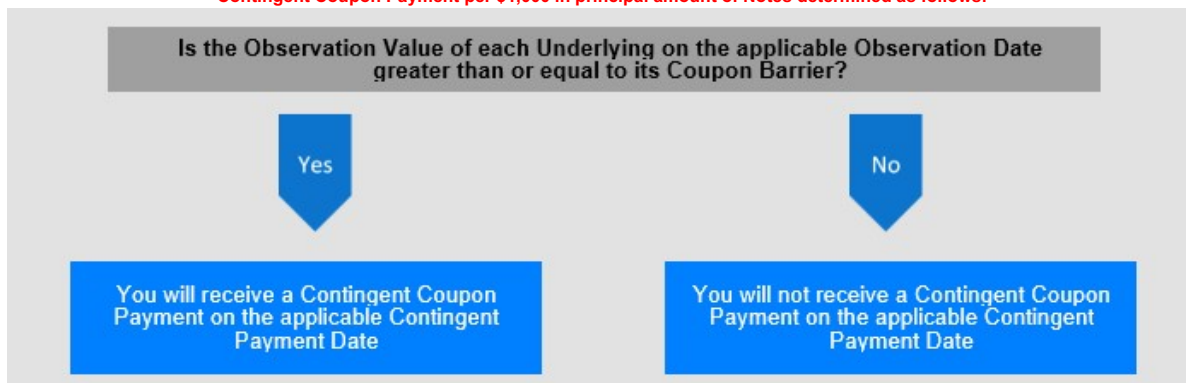 Contingent Coupon Payment per $1,000 in principal amount of Notes determined as follows:
Is the Observation Value of each Underlying on the applicable Observation Date
greater than or equal to its Coupon Barrier?
Yes
No
You will receive a Contingent Coupon
Payment on the applicable Contingent
Payment Date
You will not receive a Contingent Coupon
Payment on the applicable Contingent
Payment Date